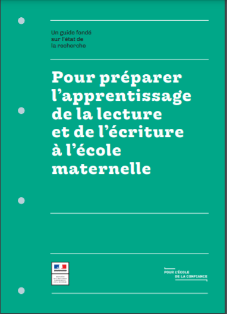 Un guide fondé
sur l'état de
la recherche
Pour préparer
l'apprentissage
de la lecture
et de l'écriture
à l'école
maternelle
POUR L'ÉCOLE
DE LA CONFIANCE